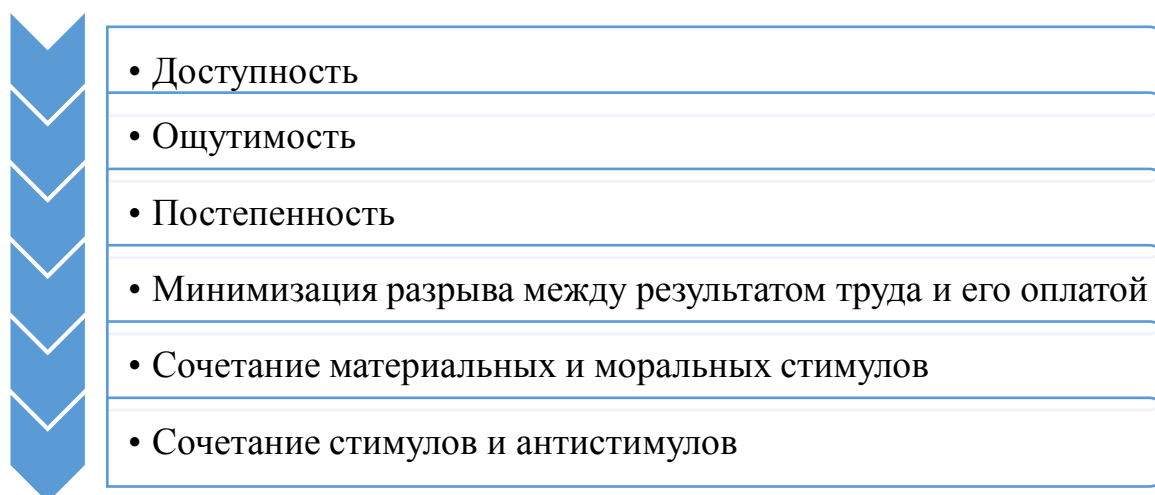 • Доступность
• Ощутимость
• Постепенность
• Минимизация разрыва между результатом труда и его оплатой
• Сочетание материальных и моральных стимулов
• Сочетание стимулов и антистимулов